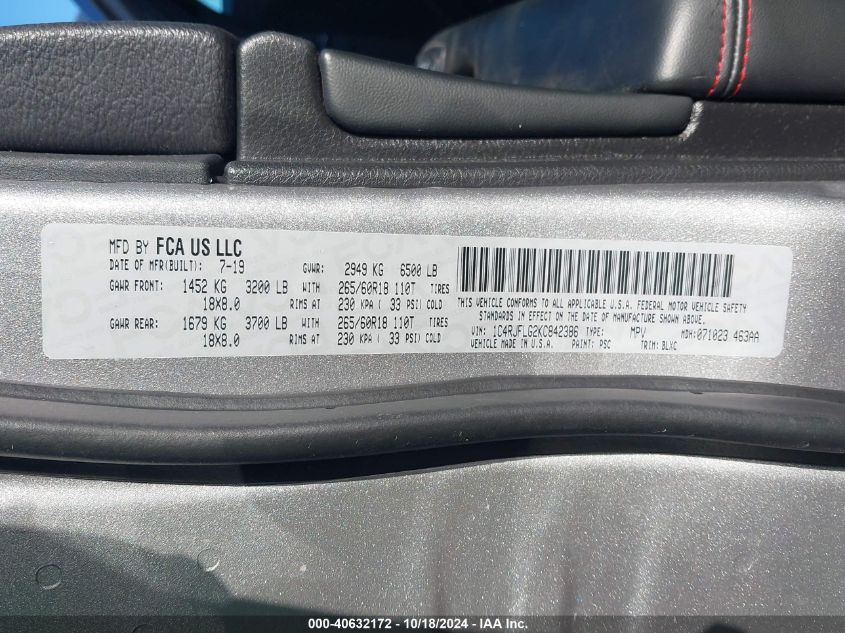 MFD BY FCA US LLC
DATE OF MFR(BUILT): 7-19 GVWR: 2949 KG 6500 LB
GAWR FRONT: 1452 KG 3200 LB WITH 265/60R18 110T TIRES
18X8.0 RIMS AT 230 KPA ( 33 PSI) COLD
GAWR REAR: 1679 KG 3700 LB WITH 265/60R18 110T TIRES
18X8.0 RIMS AT 230 KPA ( 33 PSI) COLD
THIS VEHICLE CONFORMS TO ALL APPLICABLE U.S.A. FEDERAL MOTOR VEHICLE SAFETY
STANDARDS IN EFFECT ON THE DATE OF MANUFACTURE SHOWN ABOVE.
VIN: 1C4RJFLG2KC842386 TYPE: MPV MDH:071023 463AA
VEHICLE MADE IN U.S.A. PAINT: PSC TRIM: BLXC
000-40632172 - 10/18/2024 - IAA Inc.